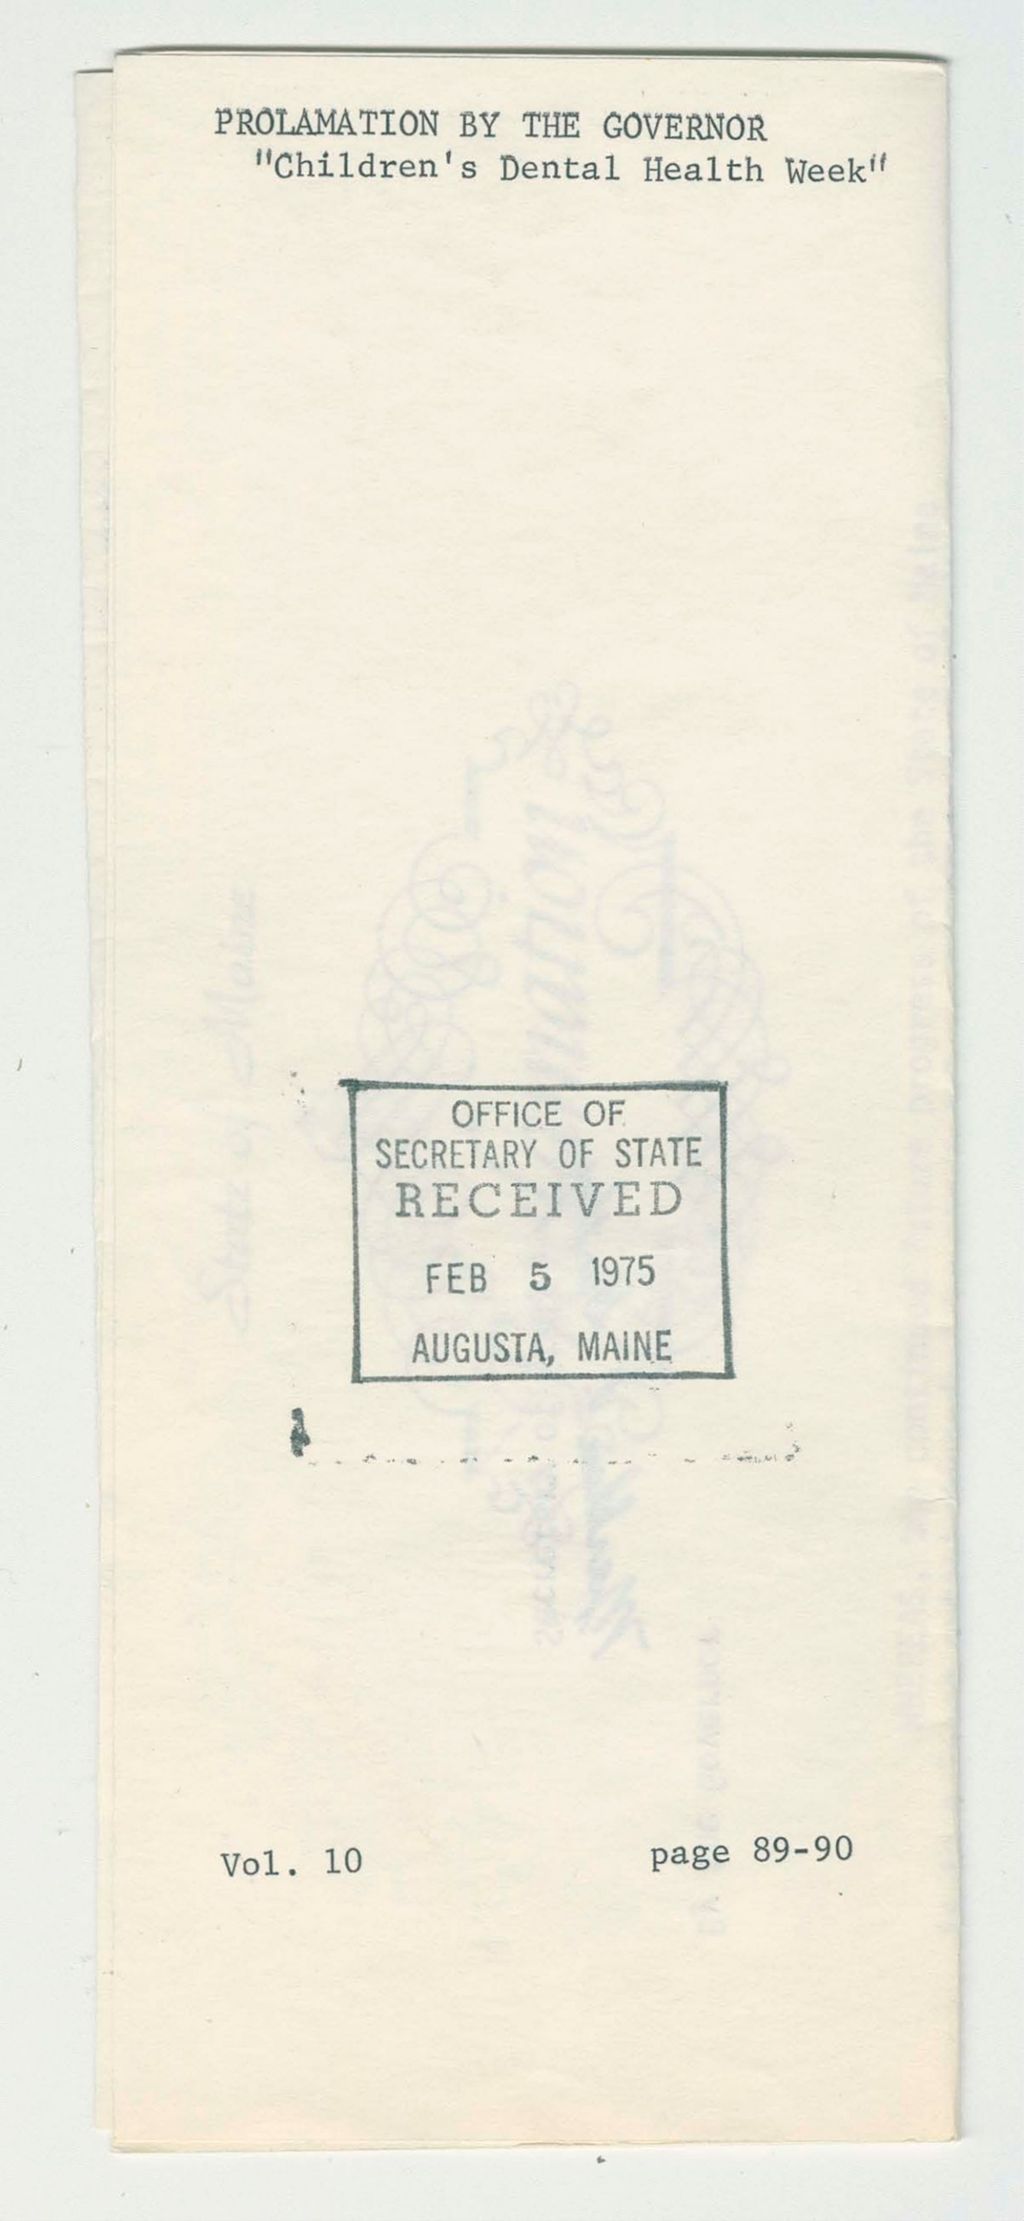 PROLAMATION BY THE GOVERNOR
"Children's Dental Health Week"
OFFICE OF
SECRETARY OF STATE
RECEIVED
FEB 5 1975
AUGUSTA, MAINE
Vol. 10 page 89-90